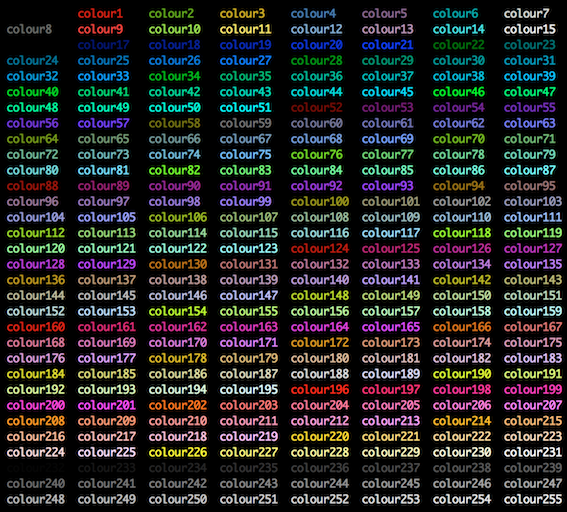 colour1 colour2 colour3 colour4 colour5 colour6 colour7
colour8 colour9 colour10 colour11 colour12 colour13 colour14 colour15
colour17 colour18 colour19 colour20 colour21 colour22 colour23
colour24 colour25 colour26 colour27 colour28 colour29 colour30 colour31
colour32 colour33 colour34 colour35 colour36 colour37 colour38 colour39
colour40 colour41 colour42 colour43 colour44 colour45 colour46 colour47
colour48 colour49 colour50 colour51 colour52 colour53 colour54 colour55
colour56 colour57 colour58 colour59 colour60 colour61 colour62 colour63
colour64 colour65 colour66 colour67 colour68 colour69 colour70 colour71
colour72 colour73 colour74 colour75 colour76 colour77 colour78 colour79
colour80 colour81 colour82 colour83 colour84 colour85 colour86 colour87
colour88 colour89 colour90 colour91 colour92 colour93 colour94 colour95
colour96 colour97 colour98 colour99 colour100 colour101 colour102 colour103
colour104 colour105 colour106 colour107 colour108 colour109 colour110 colour111
colour112 colour113 colour114 colour115 colour116 colour117 colour118 colour119
colour120 colour121 colour122 colour123 colour124 colour125 colour126 colour127
colour128 colour129 colour130 colour131 colour132 colour133 colour134 colour135
colour136 colour137 colour138 colour139 colour140 colour141 colour142 colour143
colour144 colour145 colour146 colour147 colour148 colour149 colour150 colour151
colour152 colour153 colour154 colour155 colour156 colour157 colour158 colour159
colour160 colour161 colour162 colour163 colour164 colour165 colour166 colour167
colour168 colour169 colour170 colour171 colour172 colour173 colour174 colour175
colour176 colour177 colour178 colour179 colour180 colour181 colour182 colour183
colour184 colour185 colour186 colour187 colour188 colour189 colour190 colour191
colour192 colour193 colour194 colour195 colour196 colour197 colour198 colour199
colour200 colour201 colour202 colour203 colour204 colour205 colour206 colour207
colour208 colour209 colour210 colour211 colour212 colour213 colour214 colour215
colour216 colour217 colour218 colour219 colour220 colour221 colour222 colour223
colour224 colour225 colour226 colour227 colour228 colour229 colour230 colour231
colour233 colour234 colour235 colour236 colour237 colour238 colour239
colour240 colour241 colour242 colour243 colour244 colour245 colour246 colour247
colour248 colour249 colour250 colour251 colour252 colour253 colour254 colour255